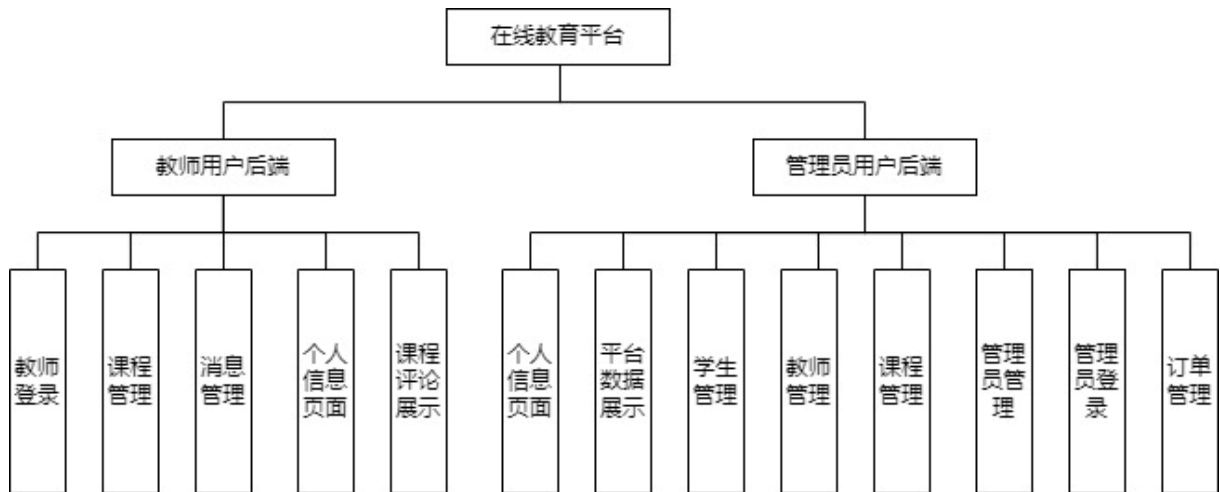 在线教育平台
教师用户后端
管理员用户后端
教师
登录
课程
管理
消息
管理
个人
信息
页面
课程
评论
展示
个人
信息
页面
平台
数据
展示
学生
管理
教师
管理
课程
管理
管理
员管
理
管理
员登
录
订单
管理